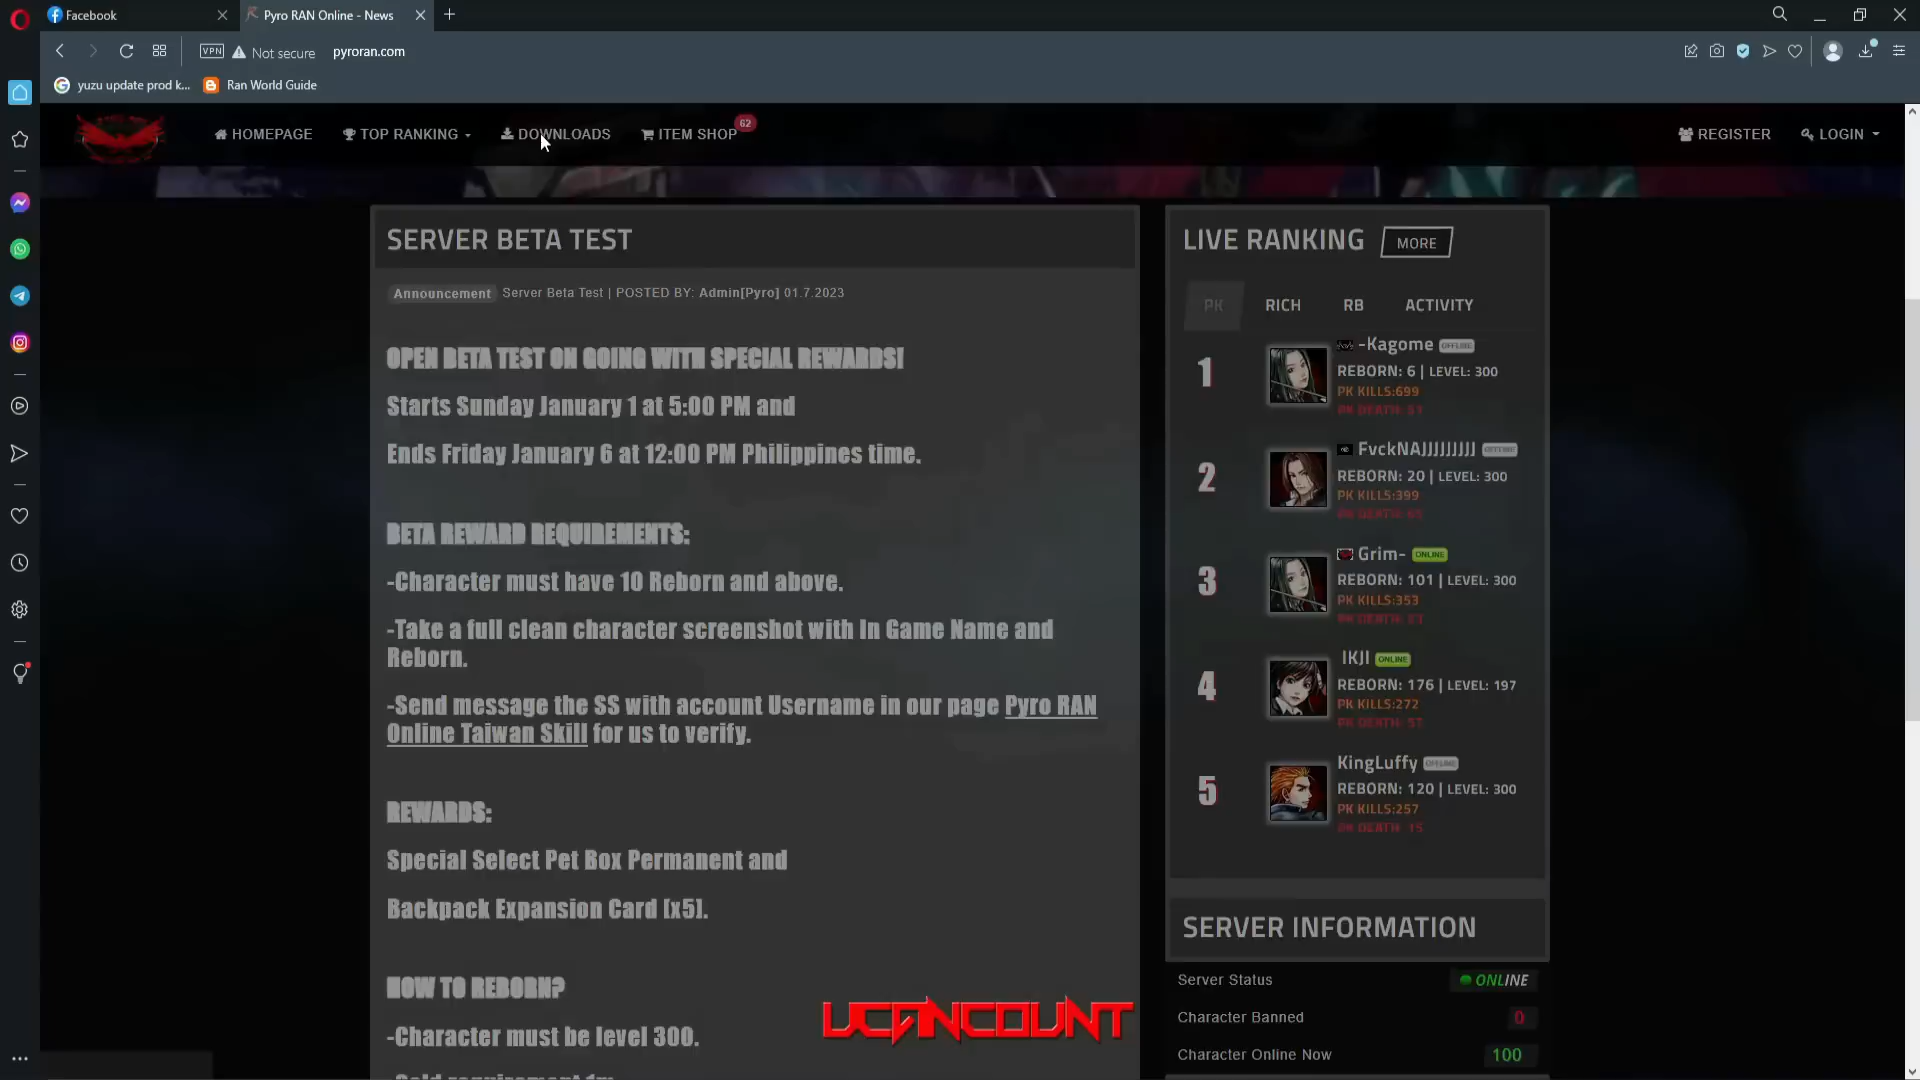 Facebook
Pyro RAN Online - News
VPN Not secure pyroran.com
yuzu update prod k... Ran World Guide
HOMEPAGE TOP RANKING DOWNLOADS ITEM SHOP 62 REGISTER LOGIN
SERVER BETA TEST
Announcement Server Beta Test | POSTED BY: Admin[Pyro] 01.7.2023
OPEN BETA TEST ON GOING WITH SPECIAL REWARDS!
Starts Sunday January 1 at 5:00 PM and
Ends Friday January 6 at 12:00 PM Philippines time.
BETA REWARD REQUIREMENTS:
-Character must have 10 Reborn and above.
-Take a full clean character screenshot with In Game Name and
Reborn.
-Send message the SS with account Username in our page Pyro RAN
Online Taiwan Skill for us to verify.
REWARDS:
Special Select Pet Box Permanent and
Backpack Expansion Card [x5].
HOW TO REBORN?
-Character must be level 300.
UCANCOUNT
LIVE RANKING MORE
PK RICH RB ACTIVITY
1
-Kagome OFFLINE
REBORN: 6 | LEVEL: 300
PK KILLS:699
2
FvckNAJJJJJJJJJ OFFLINE
REBORN: 20 | LEVEL: 300
PK KILLS:399
3
Grim- ONLINE
REBORN: 101 | LEVEL: 300
PK KILLS:353
4
IKJI ONLINE
REBORN: 176 | LEVEL: 197
PK KILLS:272
5
KingLuffy OFFLINE
REBORN: 120 | LEVEL: 300
PK KILLS:257
PK DEATH: 15
SERVER INFORMATION
Server Status ONLINE
Character Banned 0
Character Online Now 100